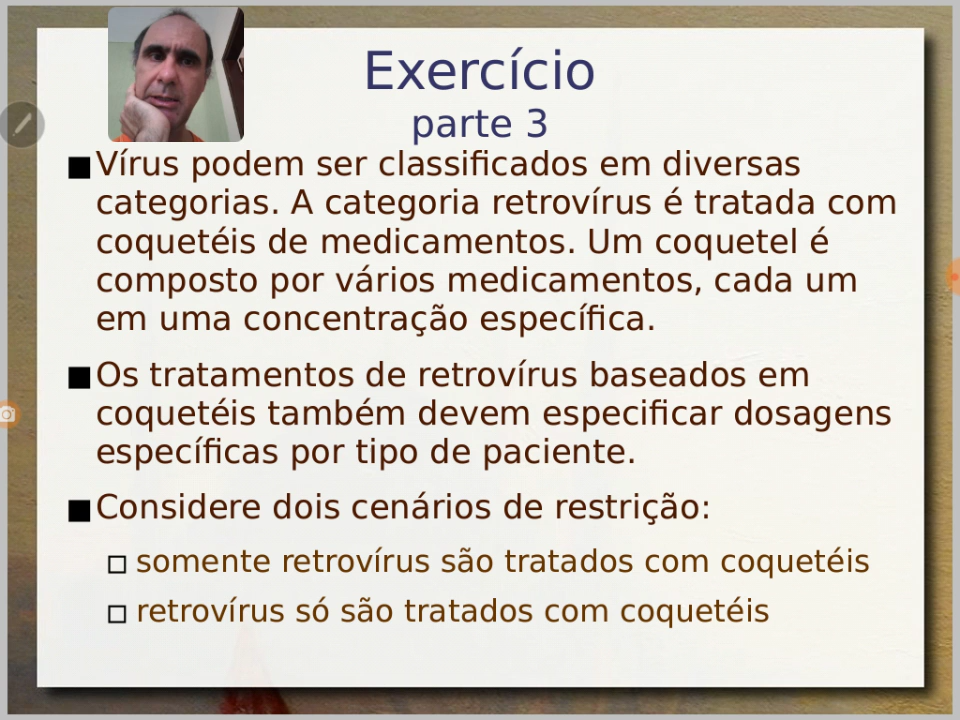 Exercício
parte 3
Vírus podem ser classificados em diversas
categorias. A categoria retrovírus é tratada com
coquetéis de medicamentos. Um coquetel é
composto por vários medicamentos, cada um
em uma concentração específica.
Os tratamentos de retrovírus baseados em
coquetéis também devem especificar dosagens
específicas por tipo de paciente.
Considere dois cenários de restrição:
somente retrovírus são tratados com coquetéis
retrovírus só são tratados com coquetéis